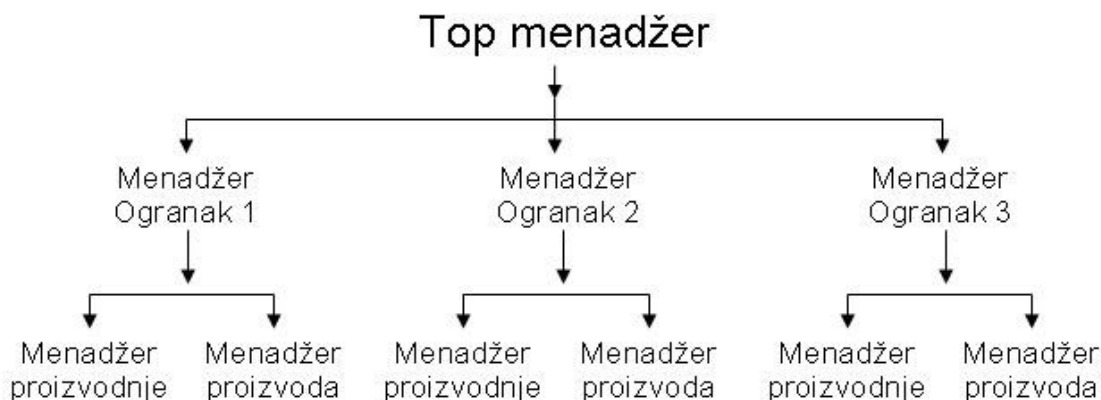 Top menadžer
Menadžer
Ogranak 1
Menadžer
Ogranak 2
Menadžer
Ogranak 3
Menadžer
proizvodnje
Menadžer
proizvoda
Menadžer
proizvodnje
Menadžer
proizvoda
Menadžer
proizvodnje
Menadžer
proizvoda